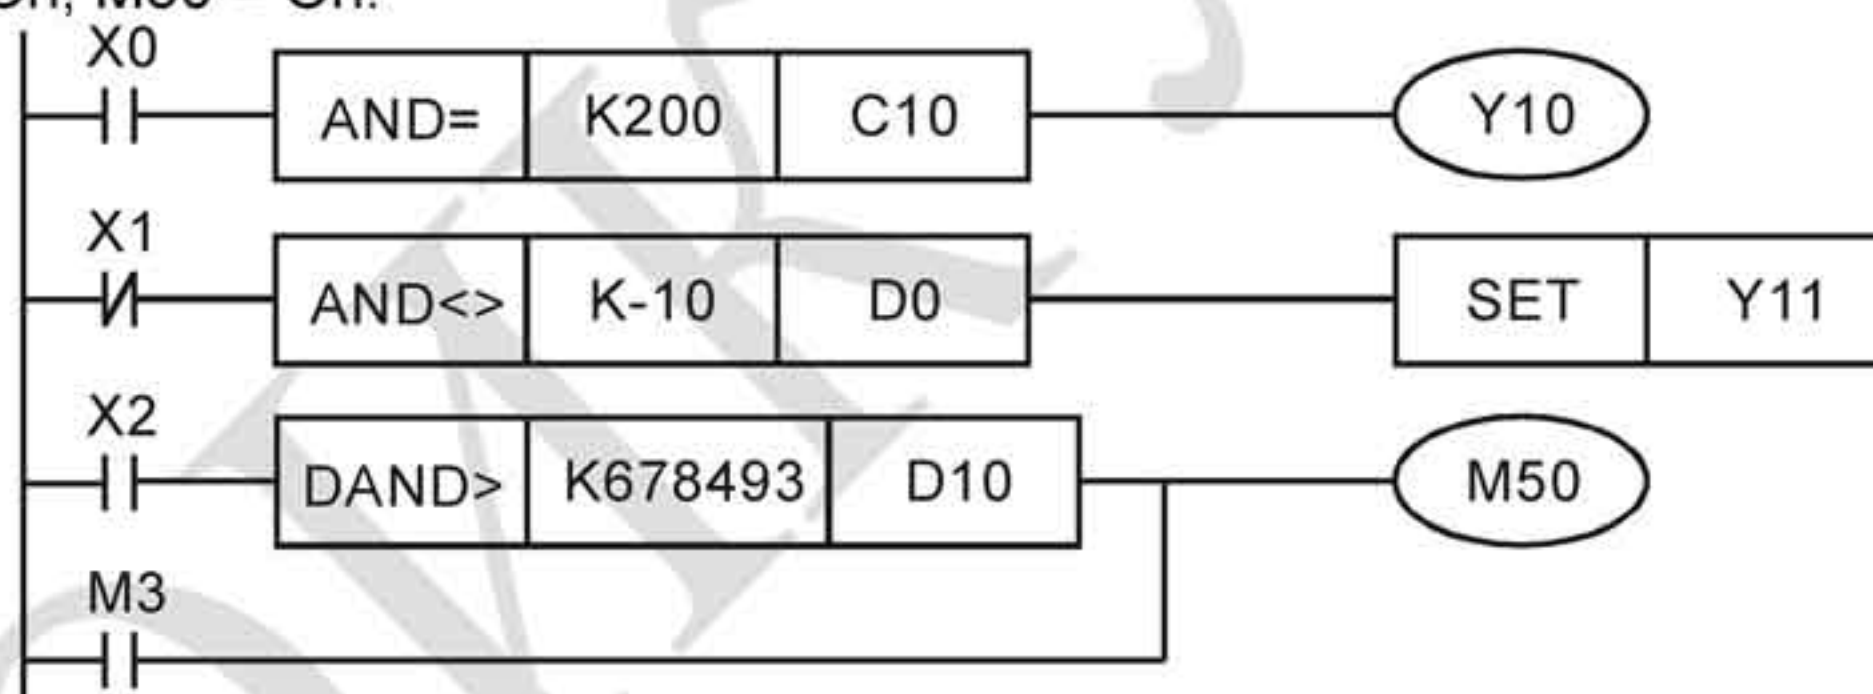 X0
AND= K200 C10 Y10
X1
AND<> K-10 D0 SET Y11
X2
DAND> K678493 D10 M50
M3